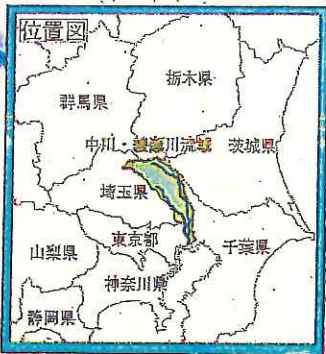 位置図
栃木県
群馬県
中川・綾瀬川流域
茨城県
埼玉県
東京都
千葉県
山梨県
神奈川県
静岡県